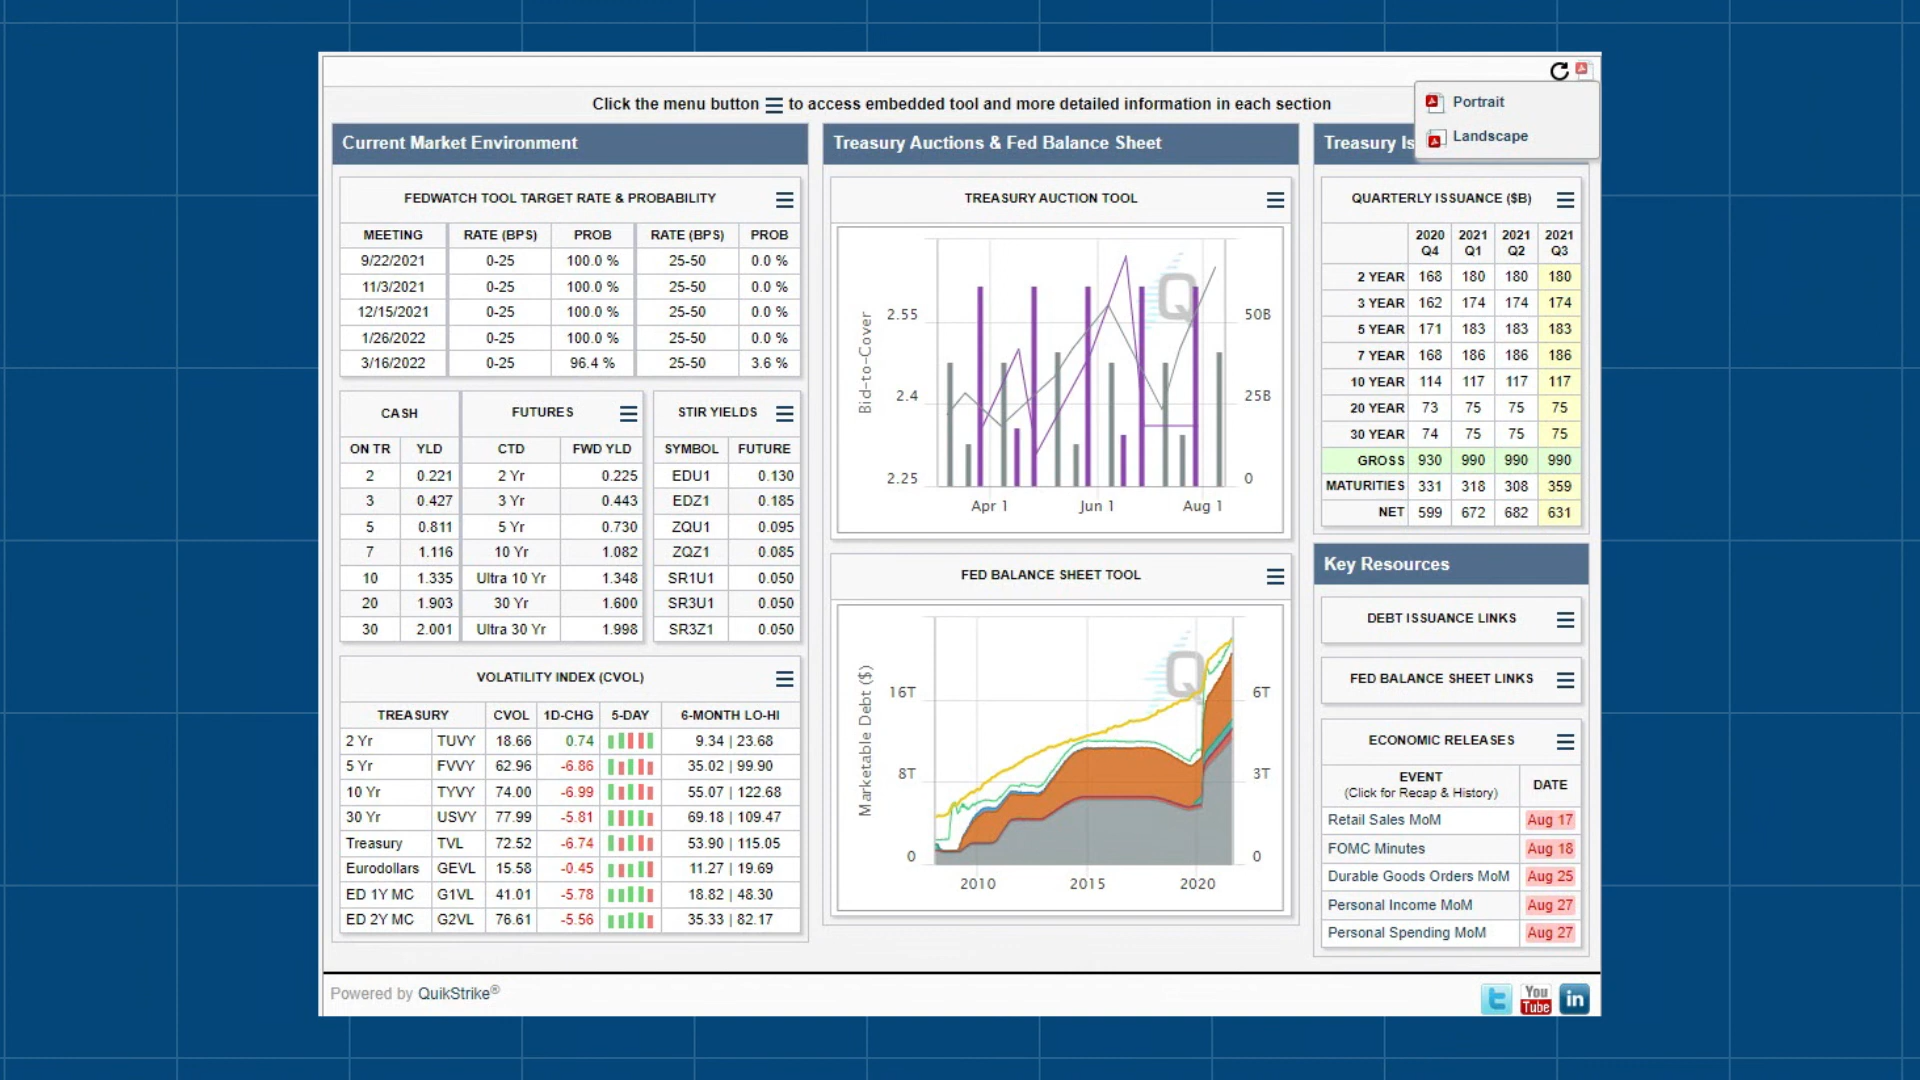 Click the menu button ☰ to access embedded tool and more detailed information in each section
Portrait
Landscape
Current Market Environment
FEDWATCH TOOL TARGET RATE & PROBABILITY
MEETING RATE (BPS) PROB RATE (BPS) PROB
9/22/2021 0-25 100.0 % 25-50 0.0 %
11/3/2021 0-25 100.0 % 25-50 0.0 %
12/15/2021 0-25 100.0 % 25-50 0.0 %
1/26/2022 0-25 100.0 % 25-50 0.0 %
3/16/2022 0-25 96.4 % 25-50 3.6 %
CASH
ON TR YLD
2 0.221
3 0.427
5 0.811
7 1.116
10 1.335
20 1.903
30 2.001
FUTURES
CTD FWD YLD
2 Yr 0.225
3 Yr 0.443
5 Yr 0.730
10 Yr 1.082
Ultra 10 Yr 1.348
30 Yr 1.600
Ultra 30 Yr 1.998
STIR YIELDS
SYMBOL FUTURE
EDU1 0.130
EDZ1 0.185
ZQU1 0.095
ZQZ1 0.085
SR1U1 0.050
SR3U1 0.050
SR3Z1 0.050
VOLATILITY INDEX (CVOL)
TREASURY CVOL 1D-CHG 5-DAY 6-MONTH LO-HI
2 Yr TUVY 18.66 0.74 9.34 | 23.68
5 Yr FVVY 62.96 -6.86 35.02 | 99.90
10 Yr TYVY 74.00 -6.99 55.07 | 122.68
30 Yr USVY 77.99 -5.81 69.18 | 109.47
Treasury TVL 72.52 -6.74 53.90 | 115.05
Eurodollars GEVL 15.58 -0.45 11.27 | 19.69
ED 1Y MC G1VL 41.01 -5.78 18.82 | 48.30
ED 2Y MC G2VL 76.61 -5.56 35.33 | 82.17
Treasury Auctions & Fed Balance Sheet
TREASURY AUCTION TOOL
Bid-to-Cover
2.55
2.4
2.25
50B
25B
0
Apr 1 Jun 1 Aug 1
Q
FED BALANCE SHEET TOOL
Marketable Debt ($)
16T
8T
0
6T
3T
0
2010 2015 2020
Q
Treasury Is
QUARTERLY ISSUANCE ($B)
2020 2021 2021 2021
Q4 Q1 Q2 Q3
2 YEAR 168 180 180 180
3 YEAR 162 174 174 174
5 YEAR 171 183 183 183
7 YEAR 168 186 186 186
10 YEAR 114 117 117 117
20 YEAR 73 75 75 75
30 YEAR 74 75 75 75
GROSS 930 990 990 990
MATURITIES 331 318 308 359
NET 599 672 682 631
Key Resources
DEBT ISSUANCE LINKS
FED BALANCE SHEET LINKS
ECONOMIC RELEASES
EVENT DATE
(Click for Recap & History)
Retail Sales MoM Aug 17
FOMC Minutes Aug 18
Durable Goods Orders MoM Aug 25
Personal Income MoM Aug 27
Personal Spending MoM Aug 27
Powered by QuikStrike®
You
Tube
in